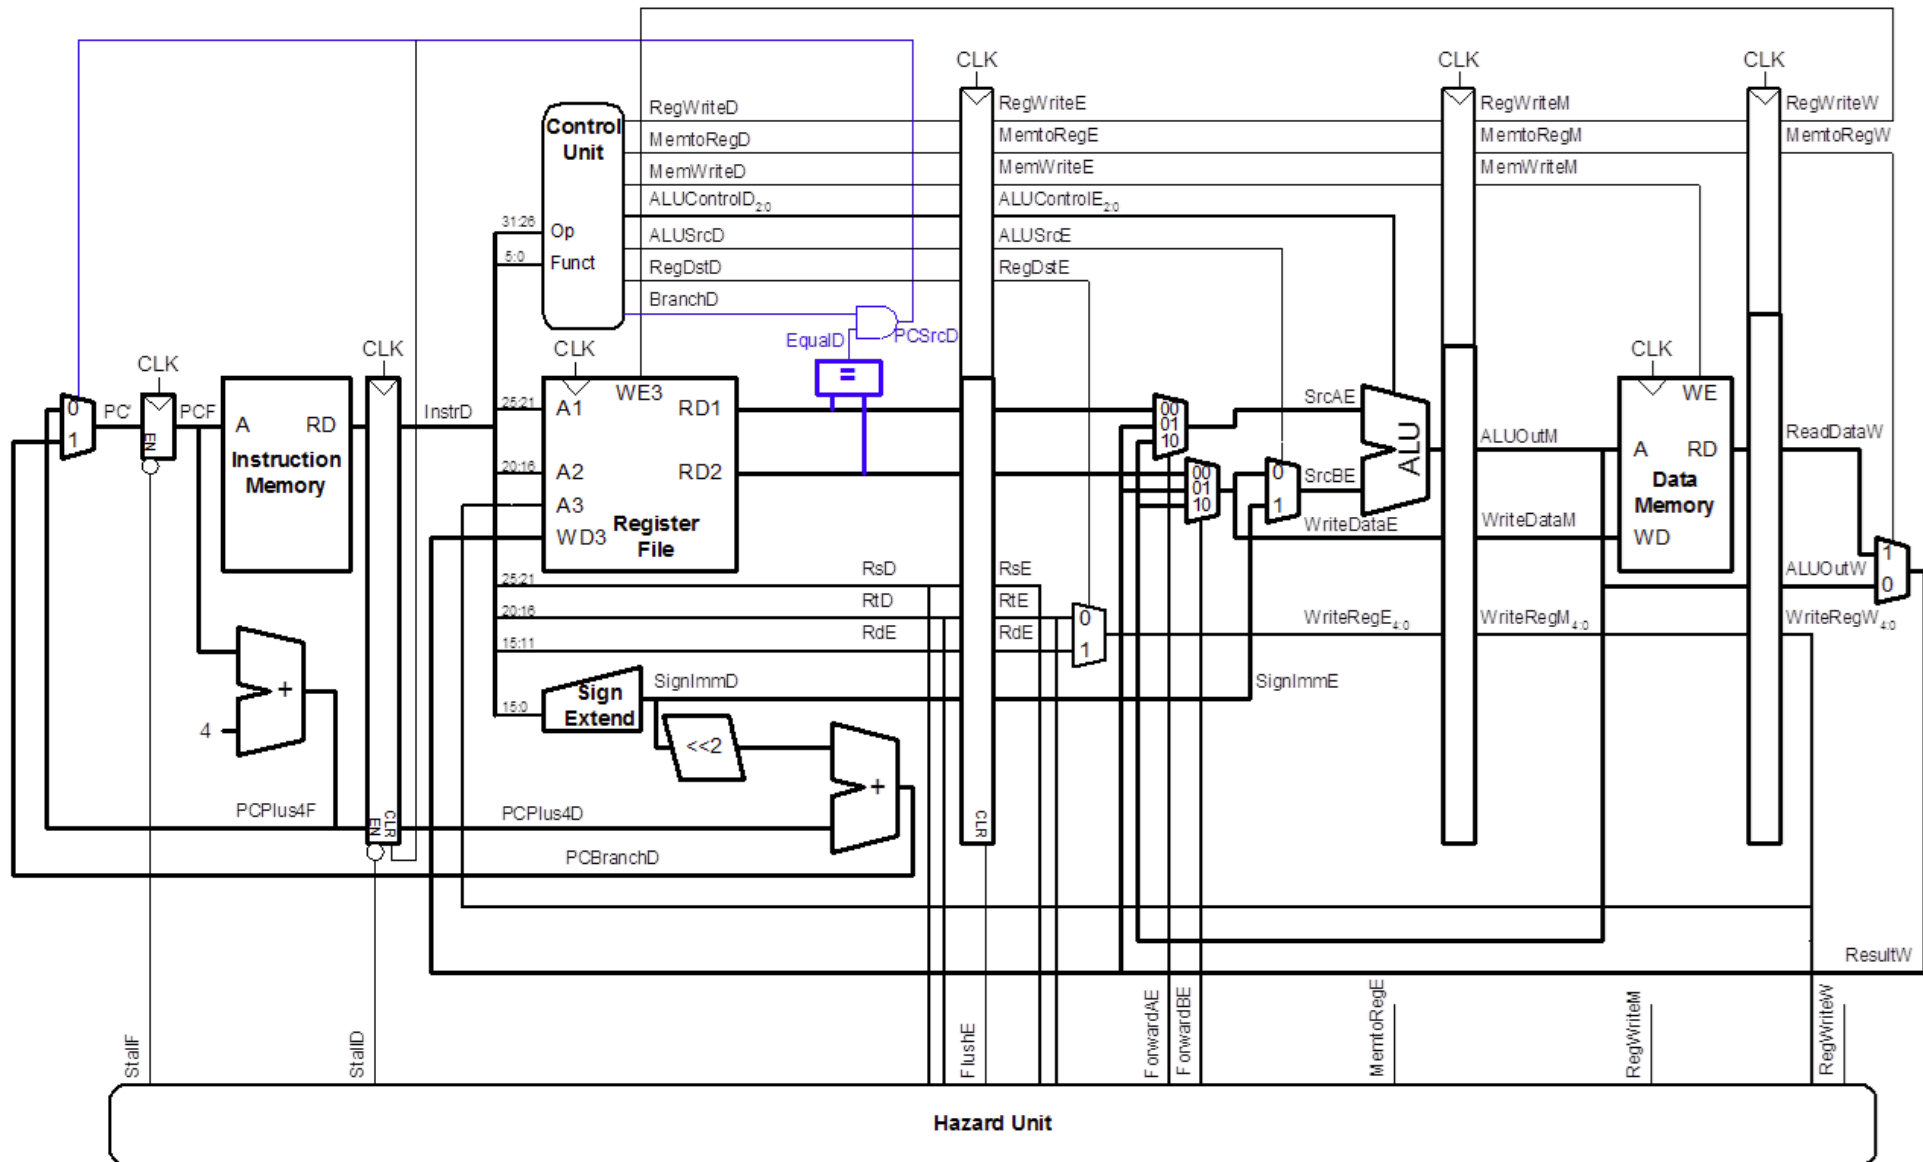 CLK
CLK
CLK
RegWriteD
RegWriteE
RegWriteM
RegWriteW
Control
Unit
MemtoRegD
MemtoRegE
MemtoRegM
MemtoRegW
MemWriteD
MemWriteE
MemWriteM
ALUControlD2:0
ALUControlE2:0
31:26
Op
ALUSrcD
ALUSrcE
5:0
Funct
RegDstD
RegDstE
BranchD
EqualD
PCSrcD
CLK
CLK
CLK
CLK
=
WE3
WE
0
1
PC'
PCF
EN
A
RD
Instruction
Memory
InstrD
25:21
A1
RD1
00
01
10
SrcAE
ALU
ALUOutM
A
RD
ReadDataW
20:16
A2
RD2
00
01
10
0
1
SrcBE
Data
Memory
A3
Register
File
WD3
WriteDataE
WriteDataM
WD
1
0
ALUOutW
25:21
RsD
RsE
20:16
RtD
RtE
0
1
WriteRegE4:0
WriteRegM4:0
WriteRegW4:0
15:11
RdE
RdE
+
4
Sign
Extend
15:0
SignImmD
SignImmE
<<2
+
PCPlus4F
EN
CLR
PCPlus4D
CLR
PCBranchD
ResultW
StallF
StallD
FlushE
ForwardAE
ForwardBE
MemtoRegE
RegWriteM
RegWriteW
Hazard Unit